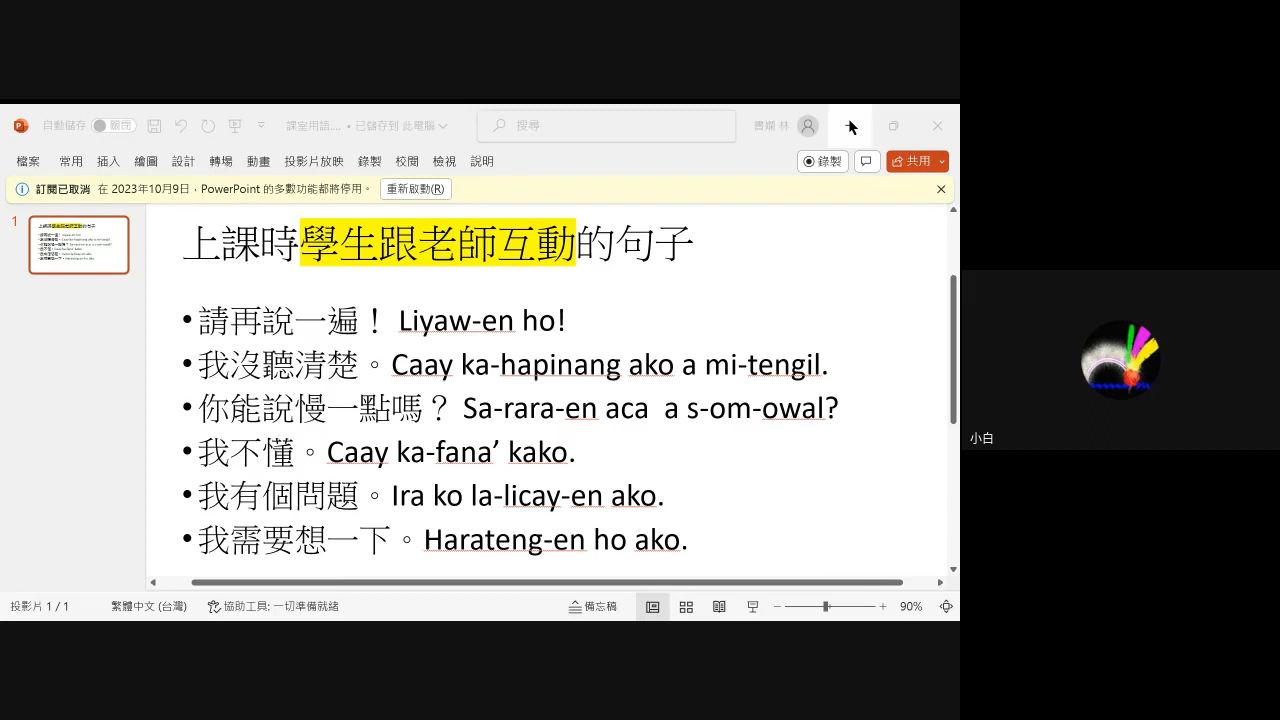 自動儲存 關閉 課室用語.... • 已儲存到 此電腦 搜尋 書嫻 林
檔案 常用 插入 繪圖 設計 轉場 動畫 投影片放映 錄製 校閱 檢視 說明 錄製 共用
訂閱已取消 在 2023年10月9日，PowerPoint 的多數功能都將停用。 重新啟動(R)
1
上課時學生跟老師互動的句子
•請再說一遍！ Liyaw-en ho!
•我沒聽清楚。Caay ka-hapinang ako a mi-tengil.
•你能說慢一點嗎？ Sa-rara-en aca a s-om-owal?
•我不懂。Caay ka-fana’ kako.
•我有個問題。Ira ko la-licay-en ako.
•我需要想一下。Harateng-en ho ako.
小白
投影片 1 / 1 繁體中文 (台灣) 協助工具: 一切準備就緒 備忘稿 90%